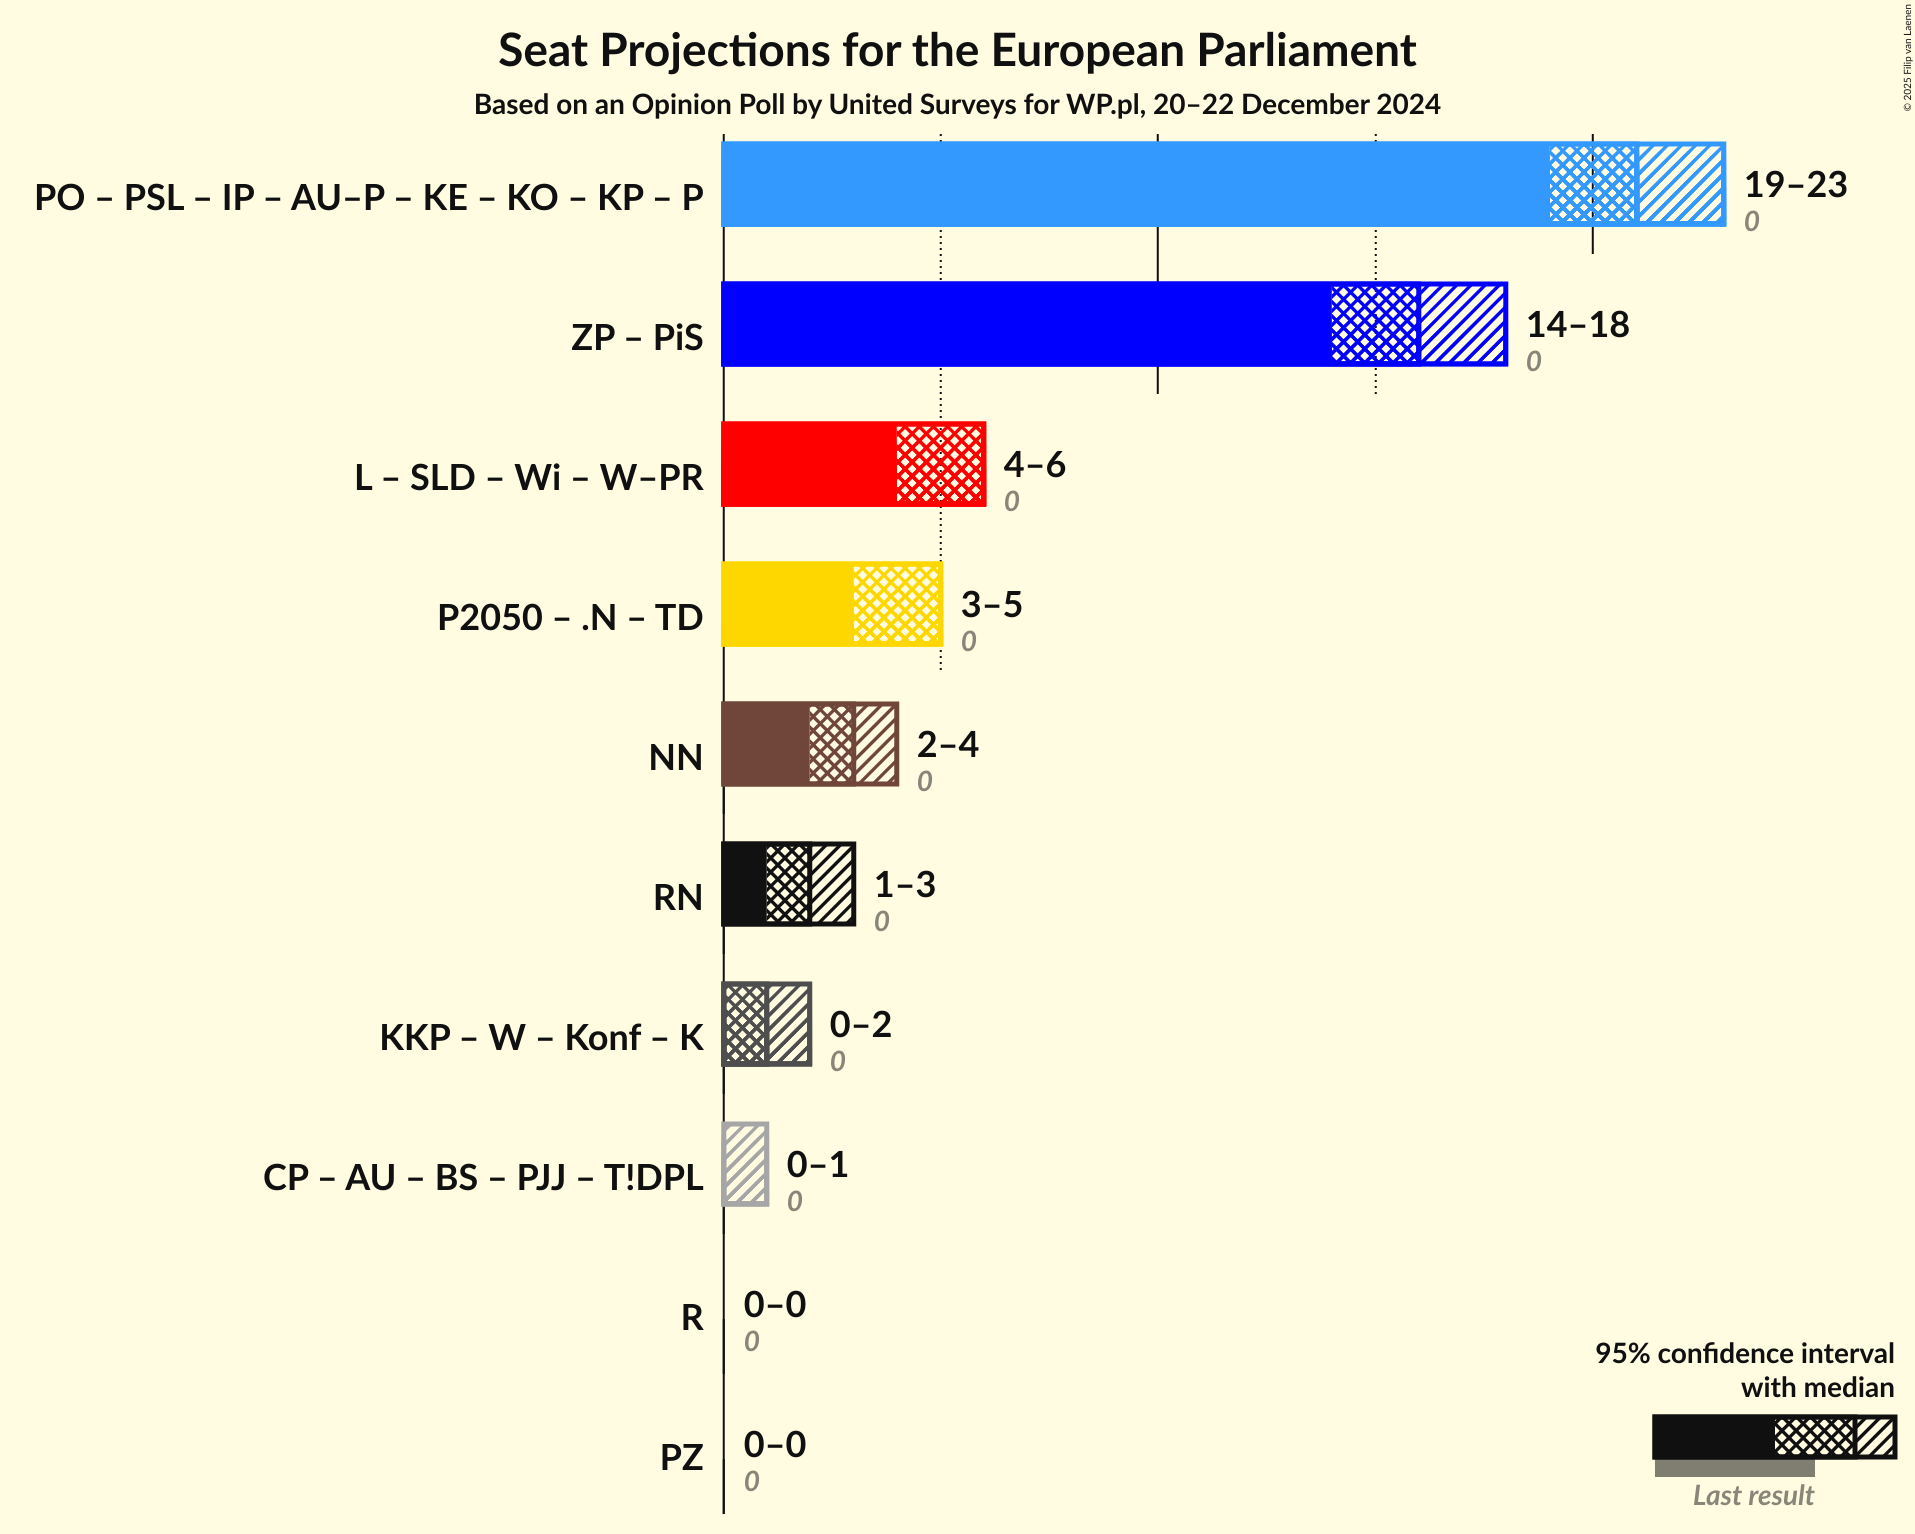 Seat Projections for the European Parliament
Based on an Opinion Poll by United Surveys for WP.pl, 20–22 December 2024
© 2025 Filip van Laenen
PO – PSL – IP – AU–P – KE – KO – KP – P
19–23
0
ZP – PiS
14–18
0
L – SLD – Wi – W–PR
4–6
0
P2050 – .N – TD
3–5
0
NN
2–4
0
RN
1–3
0
KKP – W – Konf – K
0–2
0
CP – AU – BS – PJJ – T!DPL
0–1
0
R
0–0
0
PZ
0–0
0
95% confidence interval
with median
Last result